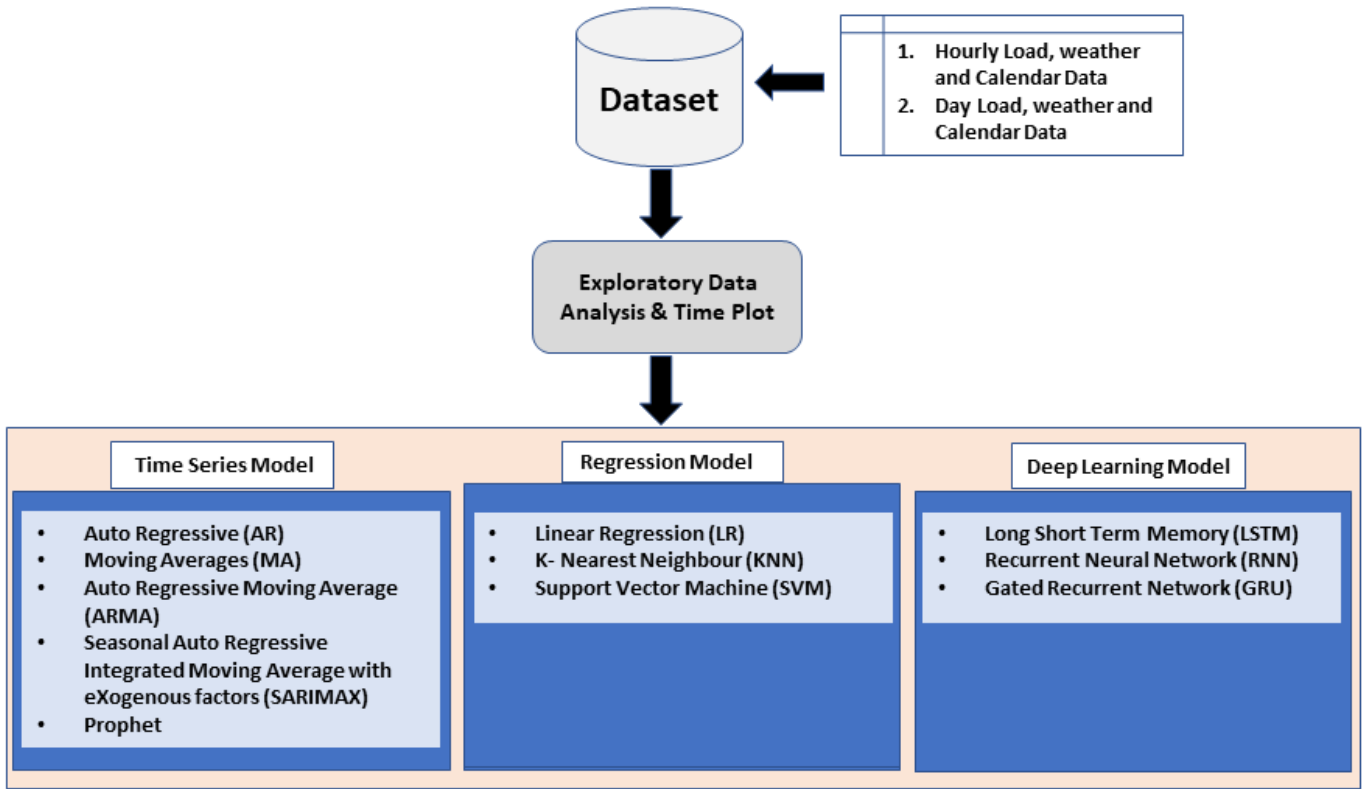 Dataset
1. Hourly Load, weather
and Calendar Data
2. Day Load, weather and
Calendar Data
Exploratory Data
Analysis & Time Plot
Time Series Model
• Auto Regressive (AR)
• Moving Averages (MA)
• Auto Regressive Moving Average
(ARMA)
• Seasonal Auto Regressive
Integrated Moving Average with
eXogenous factors (SARIMAX)
• Prophet
Regression Model
• Linear Regression (LR)
• K- Nearest Neighbour (KNN)
• Support Vector Machine (SVM)
Deep Learning Model
• Long Short Term Memory (LSTM)
• Recurrent Neural Network (RNN)
• Gated Recurrent Network (GRU)